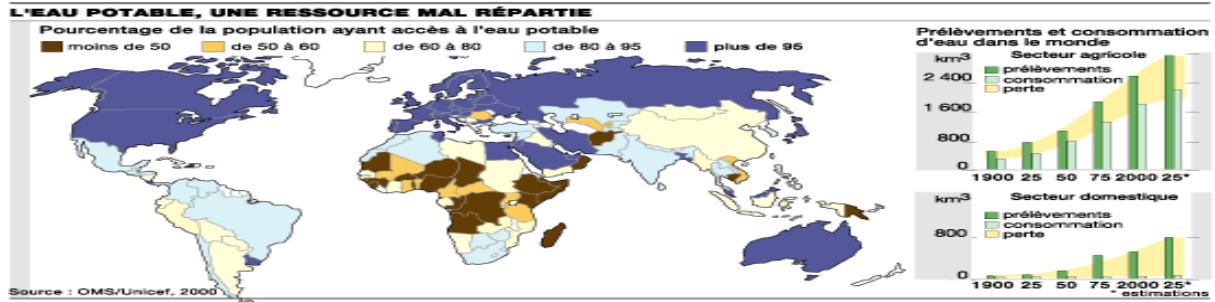 L'EAU POTABLE, UNE RESSOURCE MAL RÉPARTIE
Pourcentage de la population ayant accès à l'eau potable
moins de 50 de 50 à 60 de 60 à 80 de 80 à 95 plus de 95
Source : OMS/Unicef, 2000
Prélèvements et consommation
d'eau dans le monde
Secteur agricole
km³
prélèvements
consommation
perte
2 400
1 600
800
0
1900 25 50 75 2000 25*
Secteur domestique
km³
prélèvements
consommation
perte
800
0
1900 25 50 75 2000 25*
* estimations